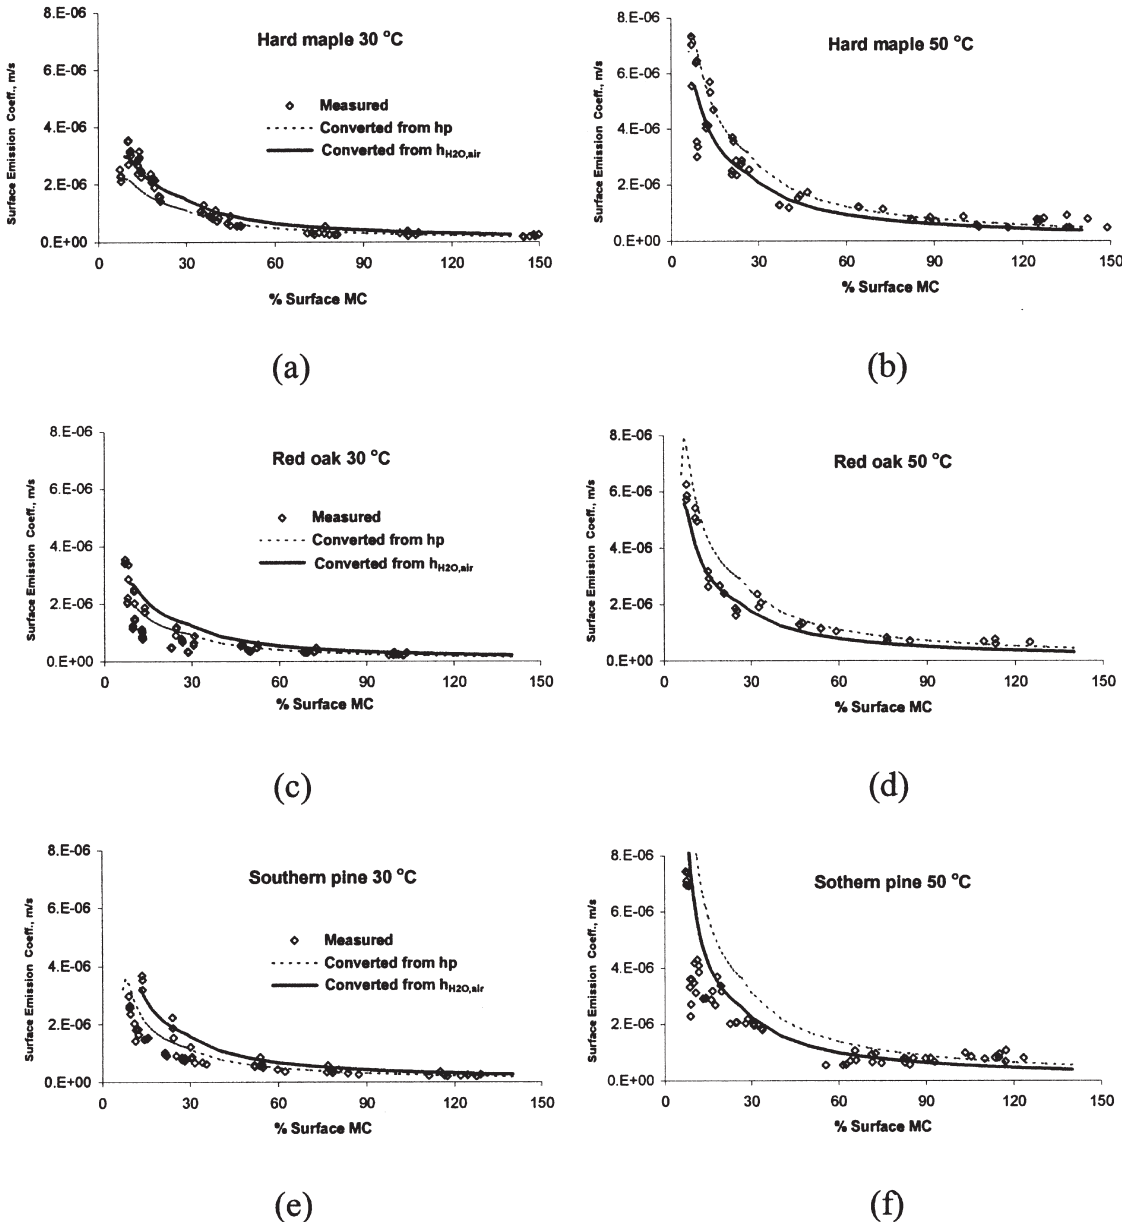 8.E-06
Hard maple 30 °C
6.E-06
Measured
4.E-06
Converted from hp
Converted from hH2O,air
2.E-06
0.E+00
0 30 60 90 120 150
% Surface MC
Surface Emission Coeff., m/s
(a)
8.E-06
Hard maple 50 °C
6.E-06
4.E-06
2.E-06
0.E+00
0 30 60 90 120 150
% Surface MC
Surface Emission Coeff., m/s
(b)
8.E-06
Red oak 30 °C
6.E-06
Measured
Converted from hp
4.E-06
Converted from hH2O,air
2.E-06
0.E+00
0 30 60 90 120 150
% Surface MC
Surface Emission Coeff., m/s
(c)
8.E-06
Red oak 50 °C
6.E-06
4.E-06
2.E-06
0.E+00
0 30 60 90 120 150
% Surface MC
Surface Emission Coeff., m/s
(d)
8.E-06
Southern pine 30 °C
6.E-06
Measured
Converted from hp
4.E-06
Converted from hH2O,air
2.E-06
0.E+00
0 30 60 90 120 150
% Surface MC
Surface Emission Coeff., m/s
(e)
8.E-06
Sothern pine 50 °C
6.E-06
4.E-06
2.E-06
0.E+00
0 30 60 90 120 150
% Surface MC
Surface Emission Coeff., m/s
(f)